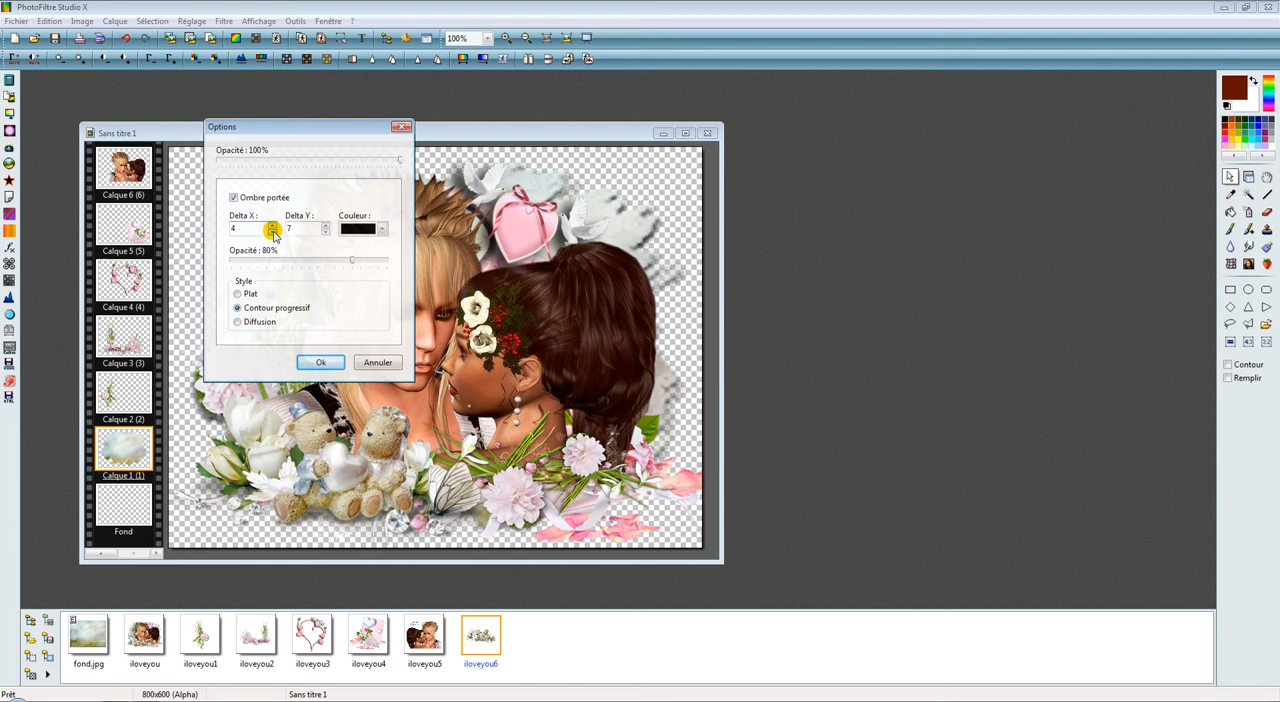 PhotoFiltre Studio X
Fichier Edition Image Calque Sélection Réglage Filtre Affichage Outils Fenêtre ?
100%
Sans titre 1
Options
Opacité : 100%
Ombre portée
Delta X : Delta Y : Couleur :
4 7
Opacité : 80%
Style
Plat
Contour progressif
Diffusion
Ok Annuler
Calque 6 (6)
Calque 5 (5)
Calque 4 (4)
Calque 3 (3)
Calque 2 (2)
Calque 1 (1)
Fond
Contour
Remplir
fond.jpg iloveyou iloveyou1 iloveyou2 iloveyou3 iloveyou4 iloveyou5 iloveyou6
Prêt 800x600 (Alpha) Sans titre 1